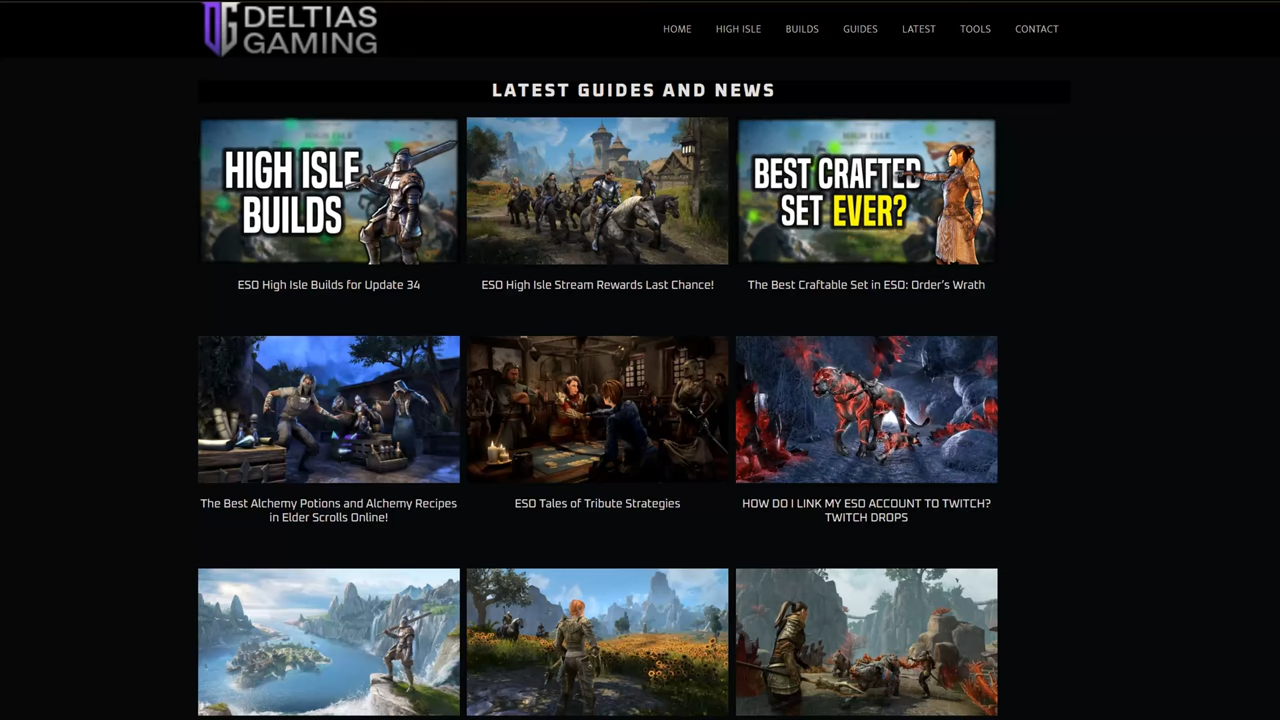 DELTIAS
GAMING
HOME HIGH ISLE BUILDS GUIDES LATEST TOOLS CONTACT
LATEST GUIDES AND NEWS
HIGH ISLE
BUILDS
HIGH ISLE
BEST CRAFTED
SET EVER?
ESO High Isle Builds for Update 34
ESO High Isle Stream Rewards Last Chance!
The Best Craftable Set in ESO: Order's Wrath
The Best Alchemy Potions and Alchemy Recipes
in Elder Scrolls Online!
ESO Tales of Tribute Strategies
HOW DO I LINK MY ESO ACCOUNT TO TWITCH?
TWITCH DROPS